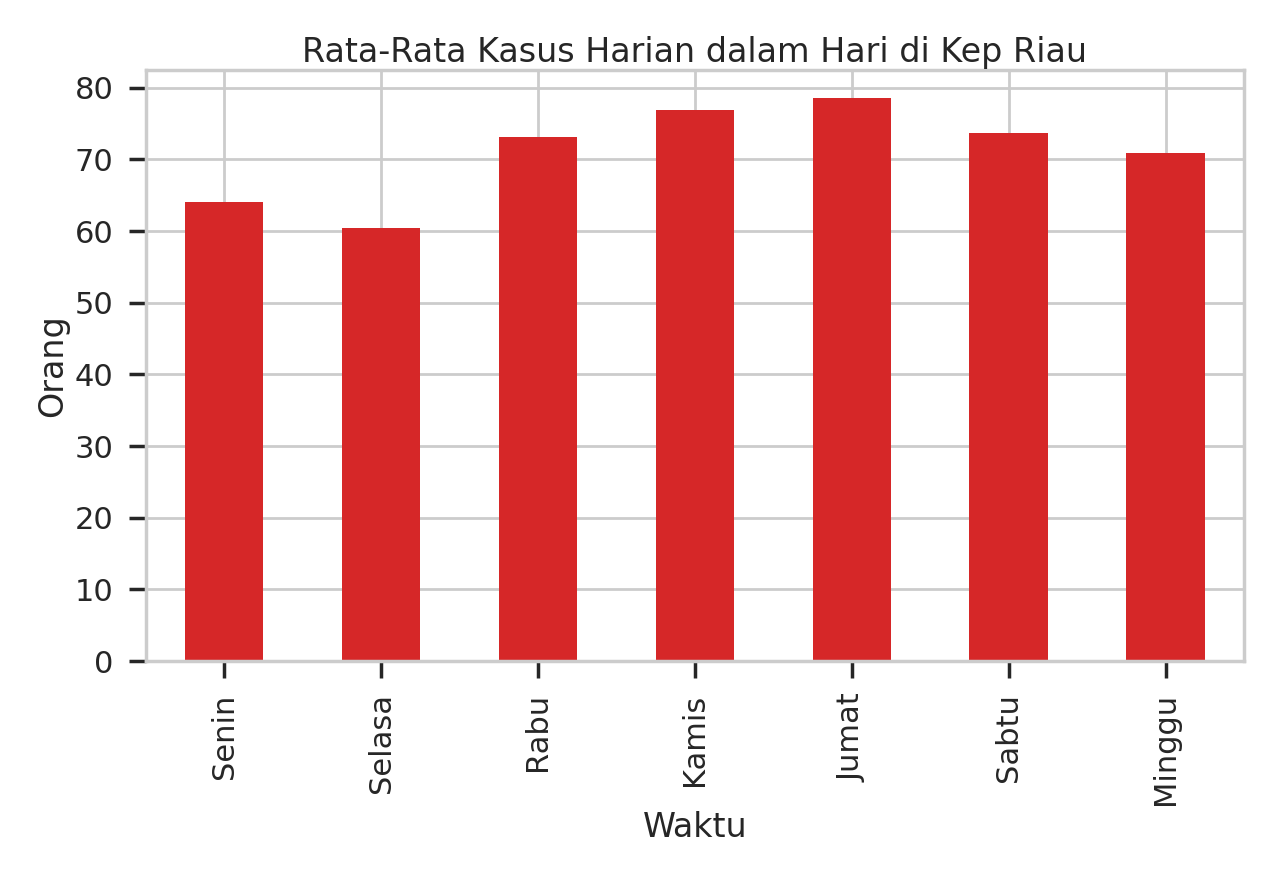 Rata-Rata Kasus Harian dalam Hari di Kep Riau
80
70
60
50
40
30
20
10
0
Orang
Senin
Selasa
Rabu
Kamis
Jumat
Sabtu
Minggu
Waktu